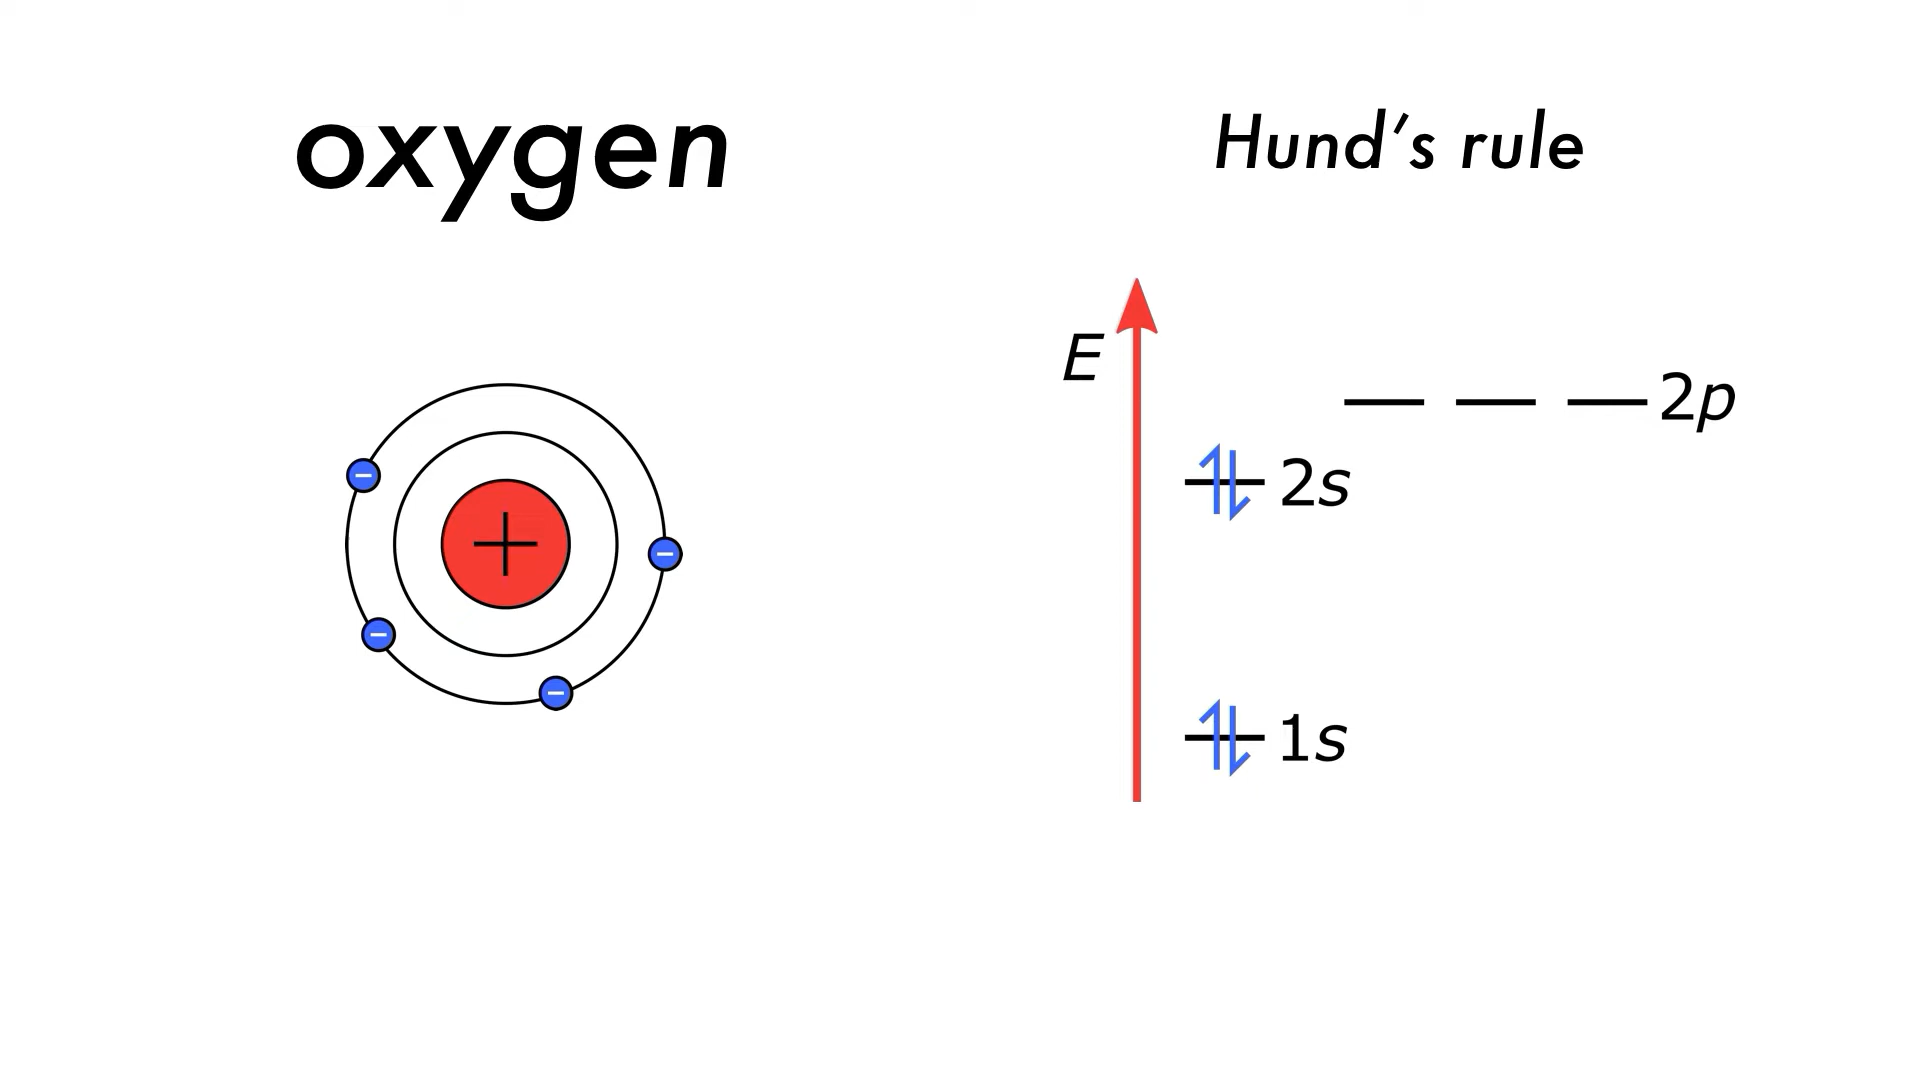 oxygen
Hund’s rule
E
2p
2s
1s